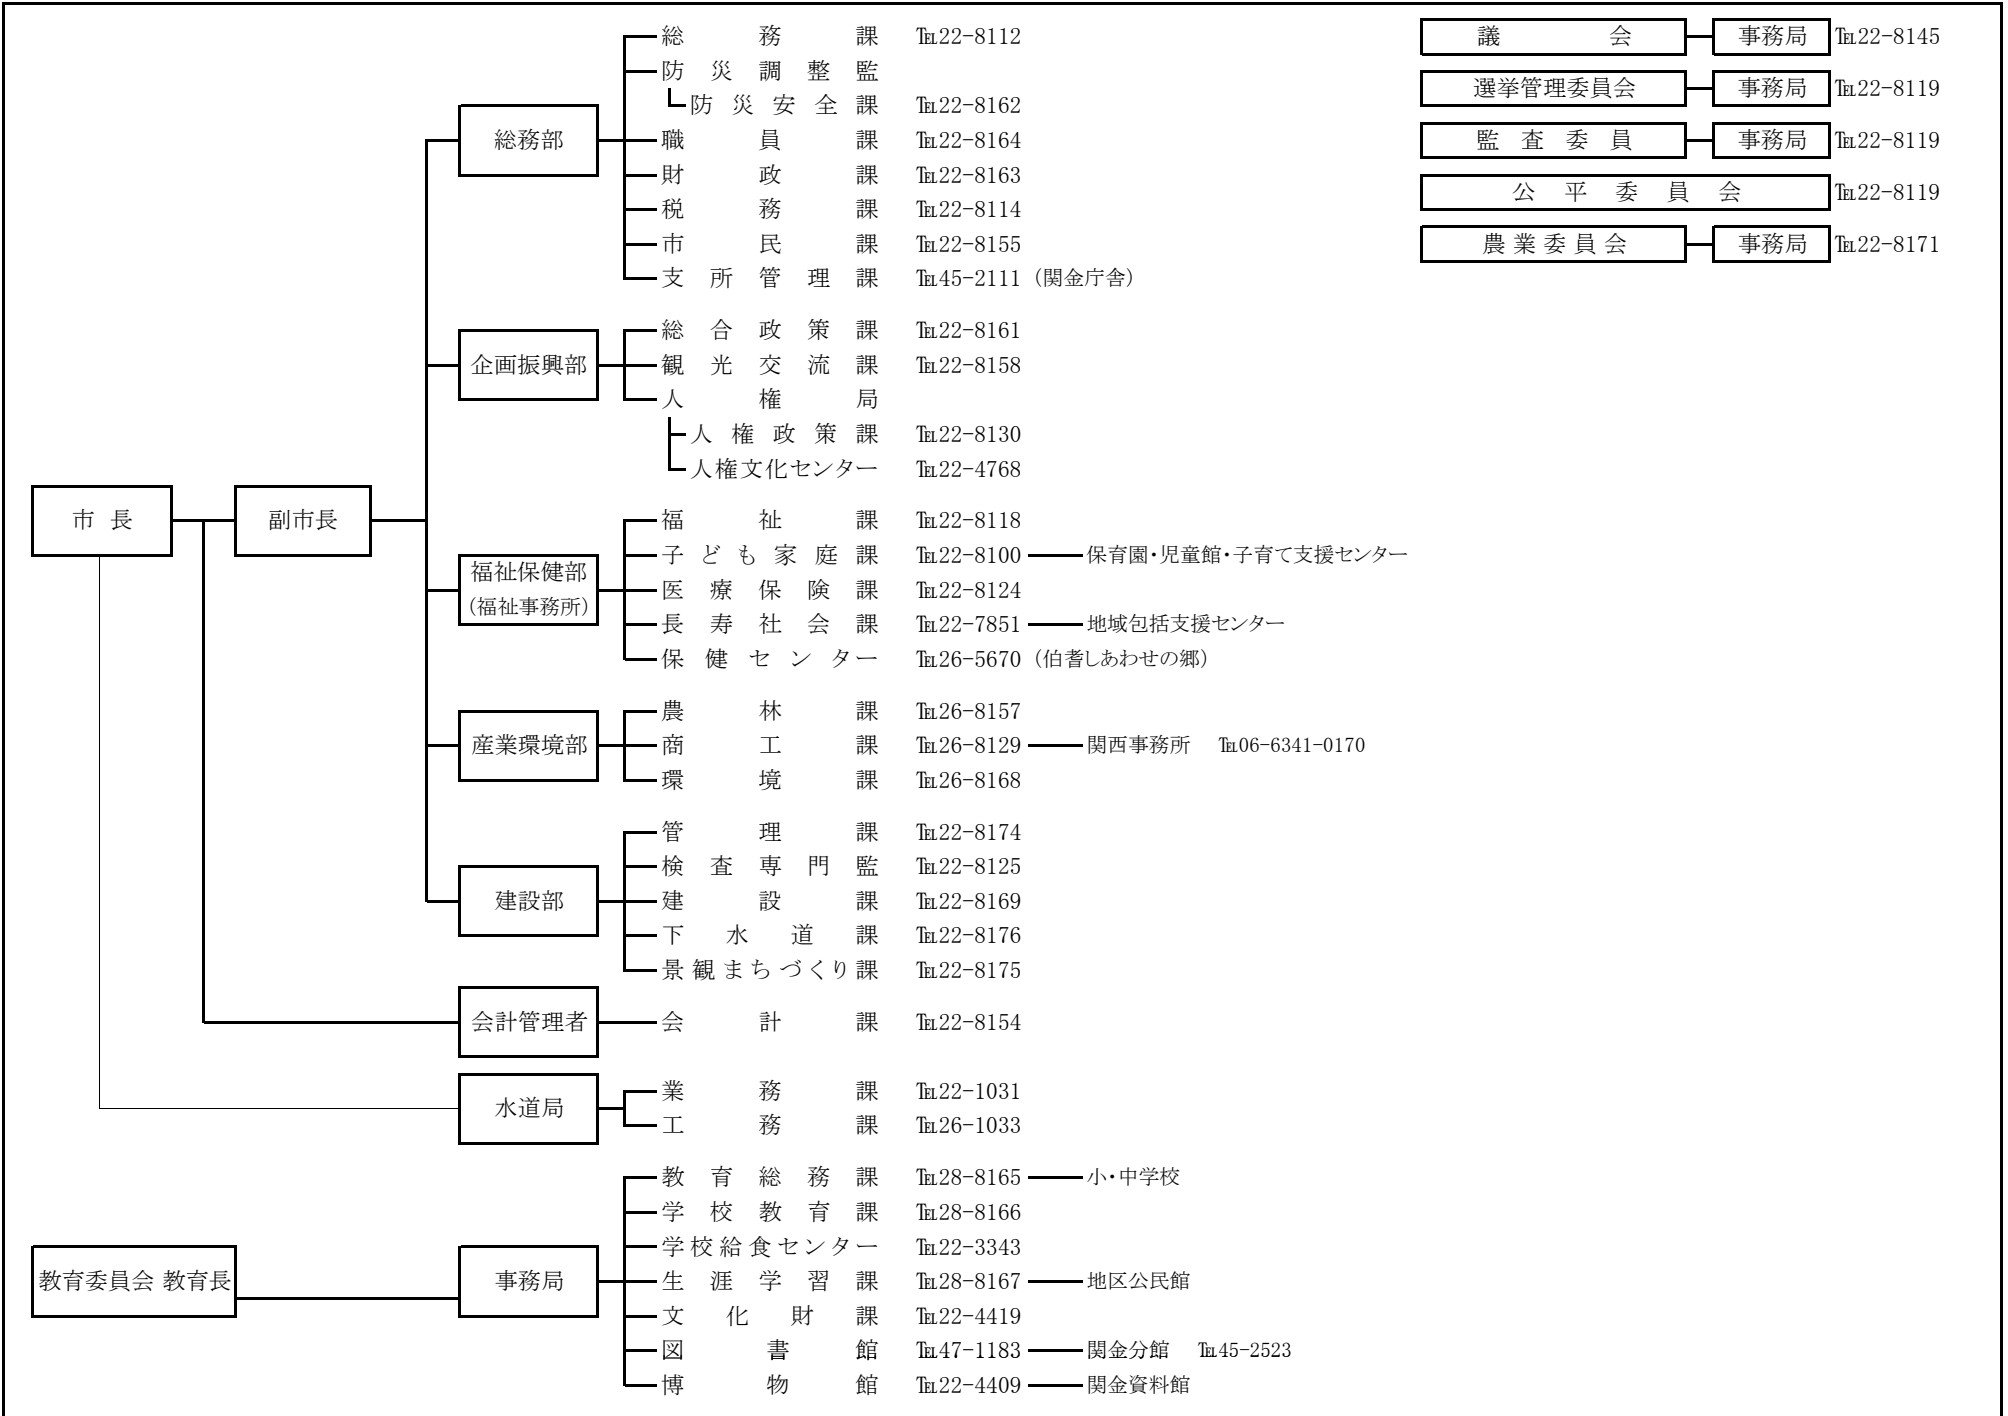 総務課 ℡22-8112
防災調整監
防災安全課 ℡22-8162
総務部
職員課 ℡22-8164
財政課 ℡22-8163
税務課 ℡22-8114
市民課 ℡22-8155
支所管理課 ℡45-2111 （関金庁舎）
議会 事務局 ℡22-8145
選挙管理委員会 事務局 ℡22-8119
監査委員 事務局 ℡22-8119
公平委員会 ℡22-8119
農業委員会 事務局 ℡22-8171
総合政策課 ℡22-8161
企画振興部
観光交流課 ℡22-8158
人権局
人権政策課 ℡22-8130
人権文化センター ℡22-4768
市長
副市長
福祉課 ℡22-8118
子ども家庭課 ℡22-8100 保育園・児童館・子育て支援センター
福祉保健部
（福祉事務所）
医療保険課 ℡22-8124
長寿社会課 ℡22-7851 地域包括支援センター
保健センター ℡26-5670 （伯耆しあわせの郷）
農林課 ℡26-8157
産業環境部
商工課 ℡26-8129 関西事務所 ℡06-6341-0170
環境課 ℡26-8168
管理課 ℡22-8174
検査専門監 ℡22-8125
建設部
建設課 ℡22-8169
下水道課 ℡22-8176
景観まちづくり課 ℡22-8175
会計管理者
会計課 ℡22-8154
水道局
業務課 ℡22-1031
工務課 ℡26-1033
教育総務課 ℡28-8165 小・中学校
学校教育課 ℡28-8166
学校給食センター ℡22-3343
教育委員会 教育長
事務局
生涯学習課 ℡28-8167 地区公民館
文化財課 ℡22-4419
図書館 ℡47-1183 関金分館 ℡45-2523
博物館 ℡22-4409 関金資料館